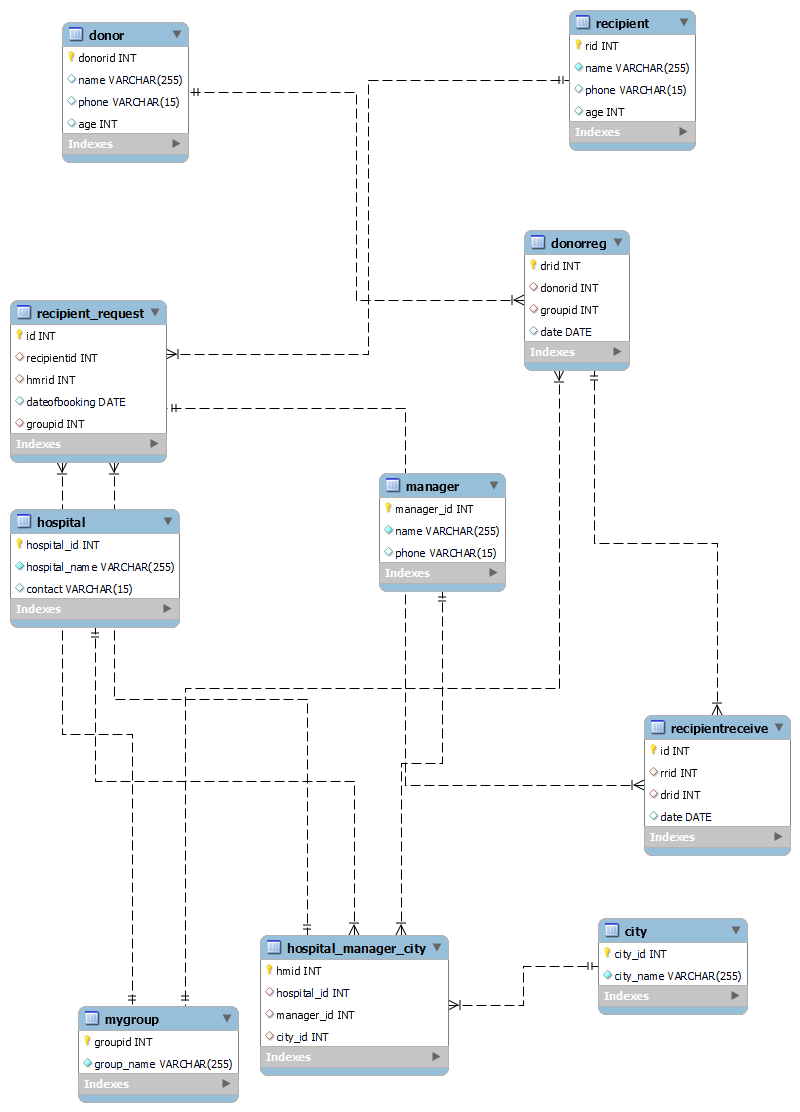 donor
donorid INT
name VARCHAR(255)
phone VARCHAR(15)
age INT
Indexes
recipient
rid INT
name VARCHAR(255)
phone VARCHAR(15)
age INT
Indexes
donorreg
drid INT
donorid INT
groupid INT
date DATE
Indexes
recipient_request
id INT
recipientid INT
hmrid INT
dateofbooking DATE
groupid INT
Indexes
manager
manager_id INT
name VARCHAR(255)
phone VARCHAR(15)
Indexes
hospital
hospital_id INT
hospital_name VARCHAR(255)
contact VARCHAR(15)
Indexes
recipientreceive
id INT
rrid INT
drid INT
date DATE
Indexes
city
city_id INT
city_name VARCHAR(255)
Indexes
hospital_manager_city
hmid INT
hospital_id INT
manager_id INT
city_id INT
Indexes
mygroup
groupid INT
group_name VARCHAR(255)
Indexes